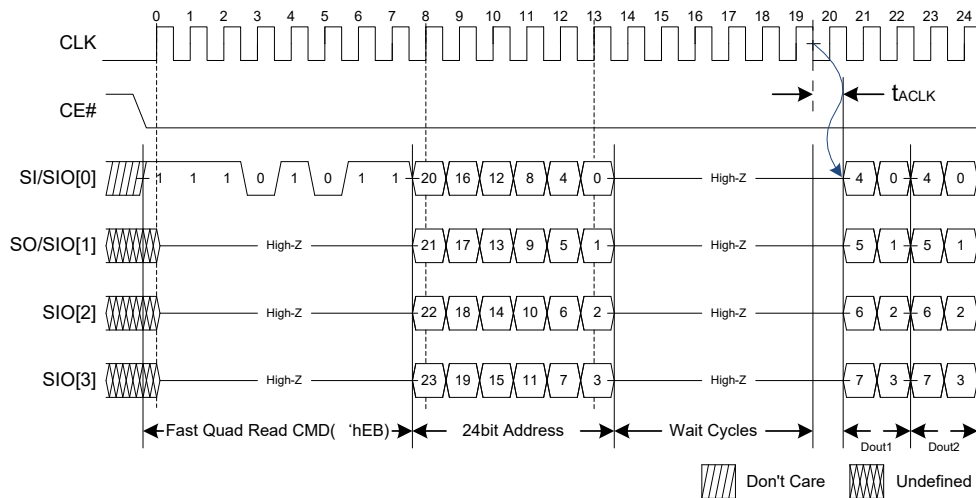 0 1 2 3 4 5 6 7 8 9 10 11 12 13 14 15 16 17 18 19 20 21 22 23 24
CLK
tACLK
CE#
SI/SIO[0] 1 1 1 0 1 0 1 1 20 16 12 8 4 0 High-Z 4 0 4 0
SO/SIO[1] High-Z 21 17 13 9 5 1 High-Z 5 1 5 1
SIO[2] High-Z 22 18 14 10 6 2 High-Z 6 2 6 2
SIO[3] High-Z 23 19 15 11 7 3 High-Z 7 3 7 3
Fast Quad Read CMD( 'hEB) 24bit Address Wait Cycles Dout1 Dout2
Don't Care Undefined